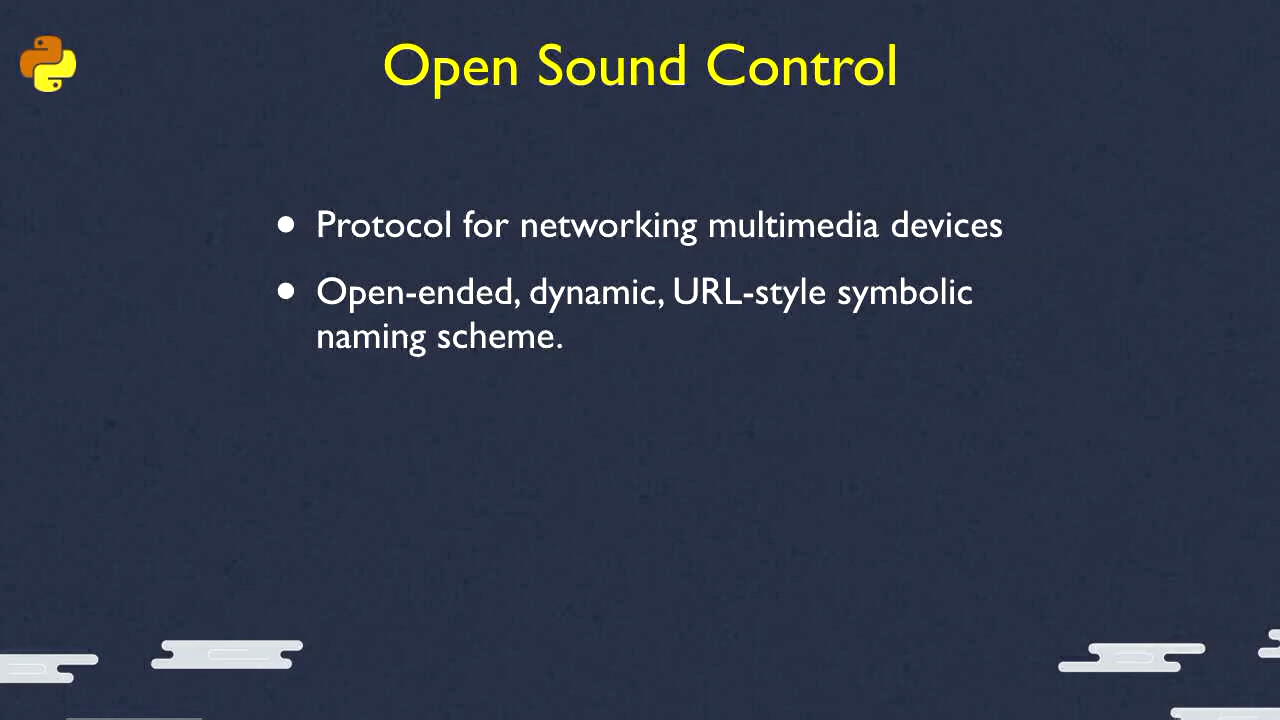 Open Sound Control
• Protocol for networking multimedia devices
• Open-ended, dynamic, URL-style symbolic
naming scheme.